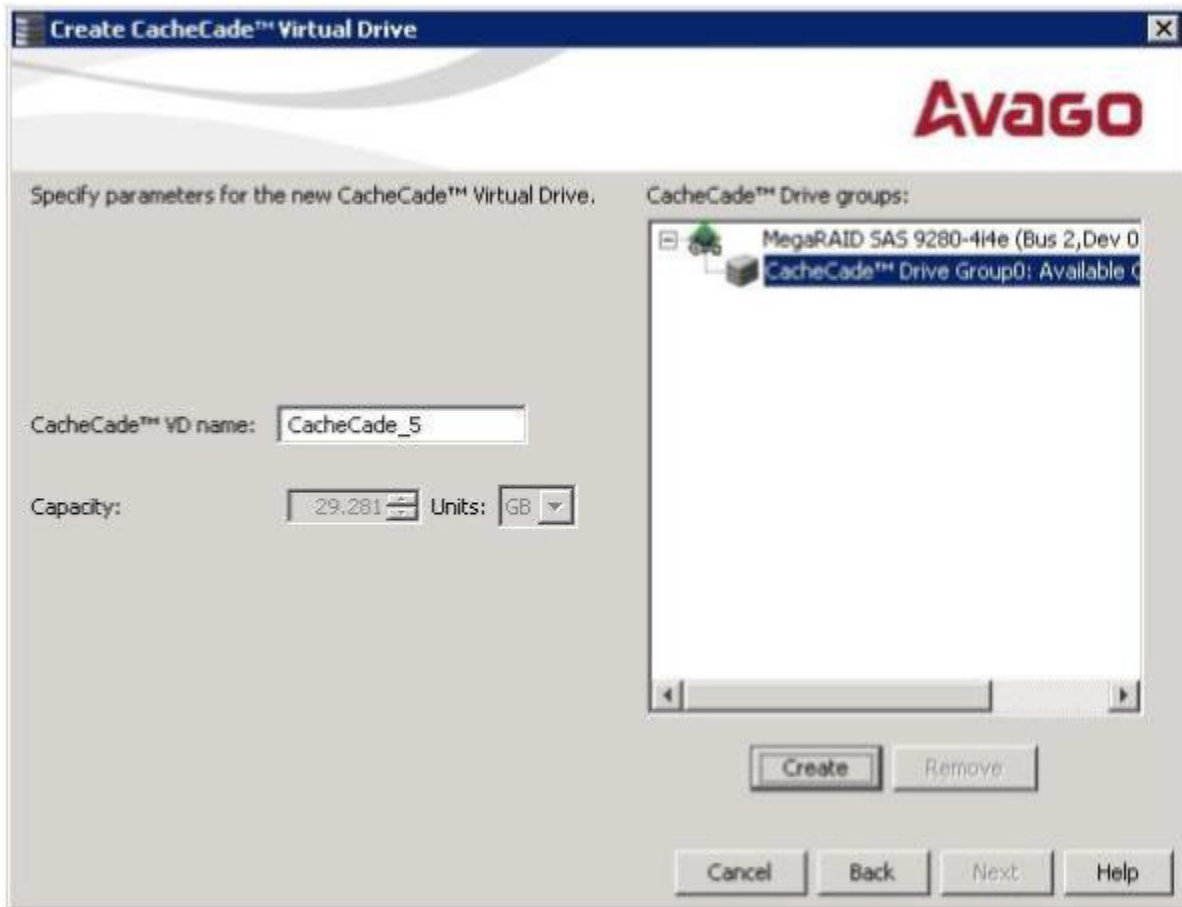 Create CacheCade™ Virtual Drive
Avago
Specify parameters for the new CacheCade™ Virtual Drive.
CacheCade™ Drive groups:
MegaRAID SAS 9280-4i4e (Bus 2,Dev 0
CacheCade™ Drive Group0: Available
CacheCade™ VD name:
CacheCade_5
Capacity:
29.281
Units:
GB
Create
Remove
Cancel
Back
Next
Help